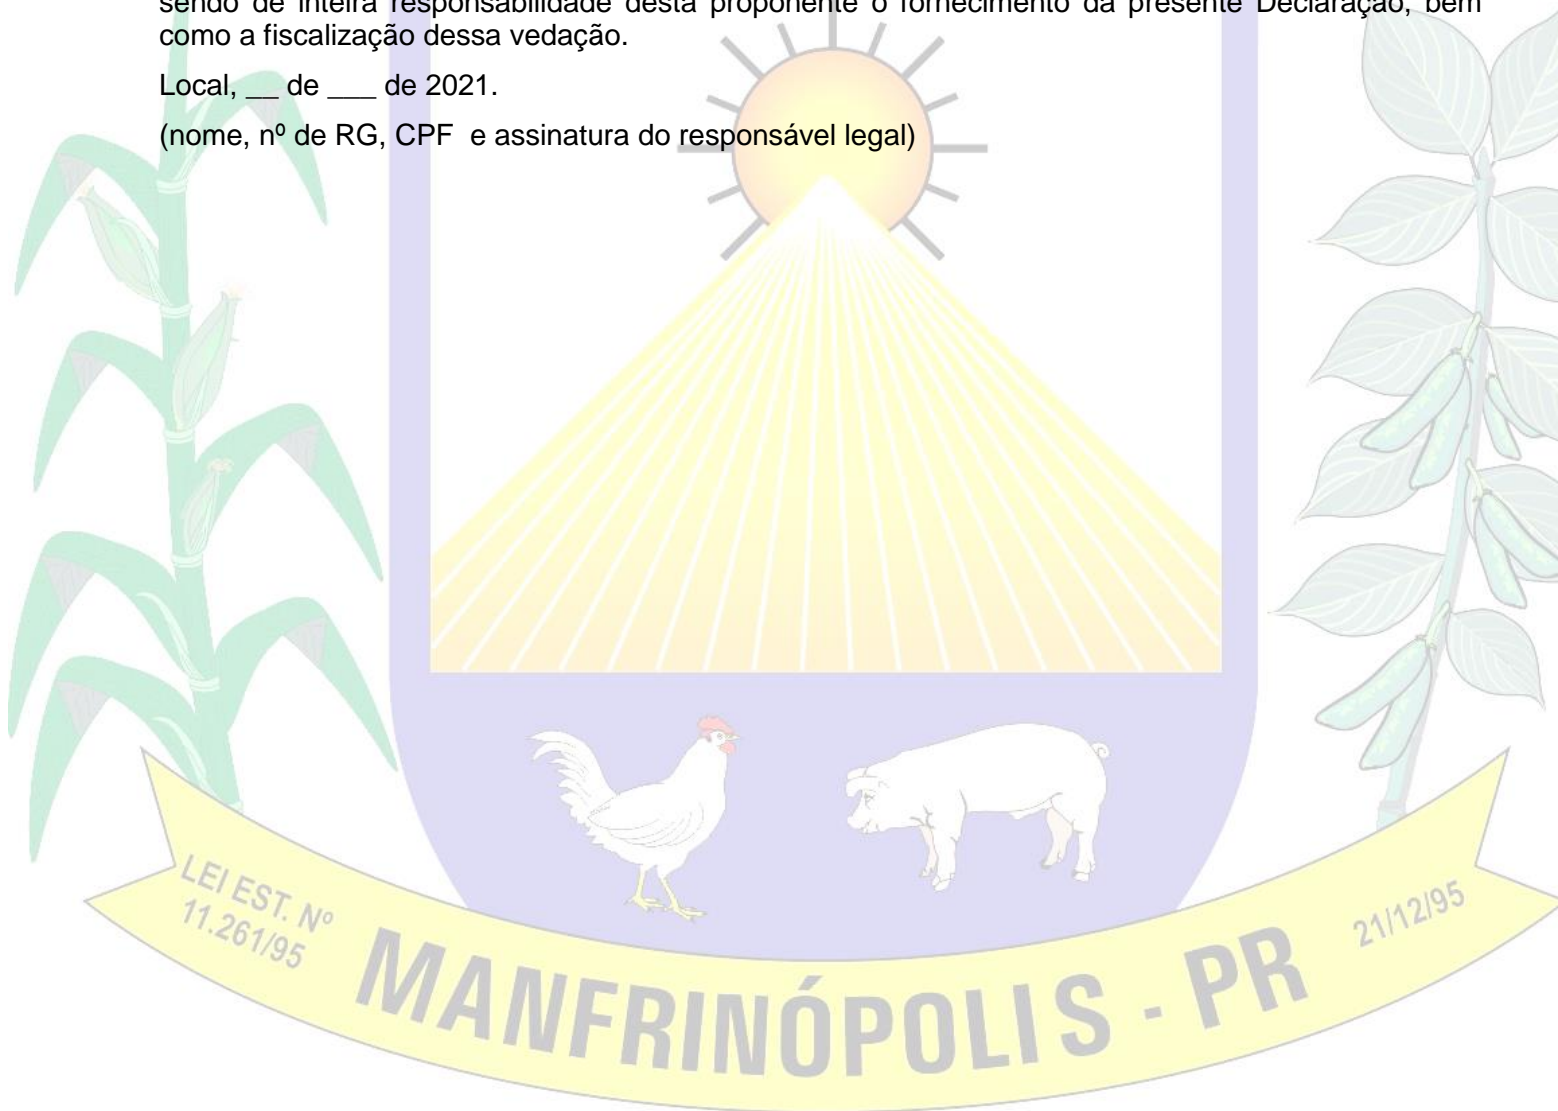 sendo de inteira responsabilidade desta proponente o fornecimento da presente Declaração, bem
como a fiscalização dessa vedação.
Local, __ de ___ de 2021.
(nome, nº de RG, CPF  e assinatura do responsável legal)
LEI EST. Nº
11.261/95
MANFRINÓPOLIS - PR
21/12/95